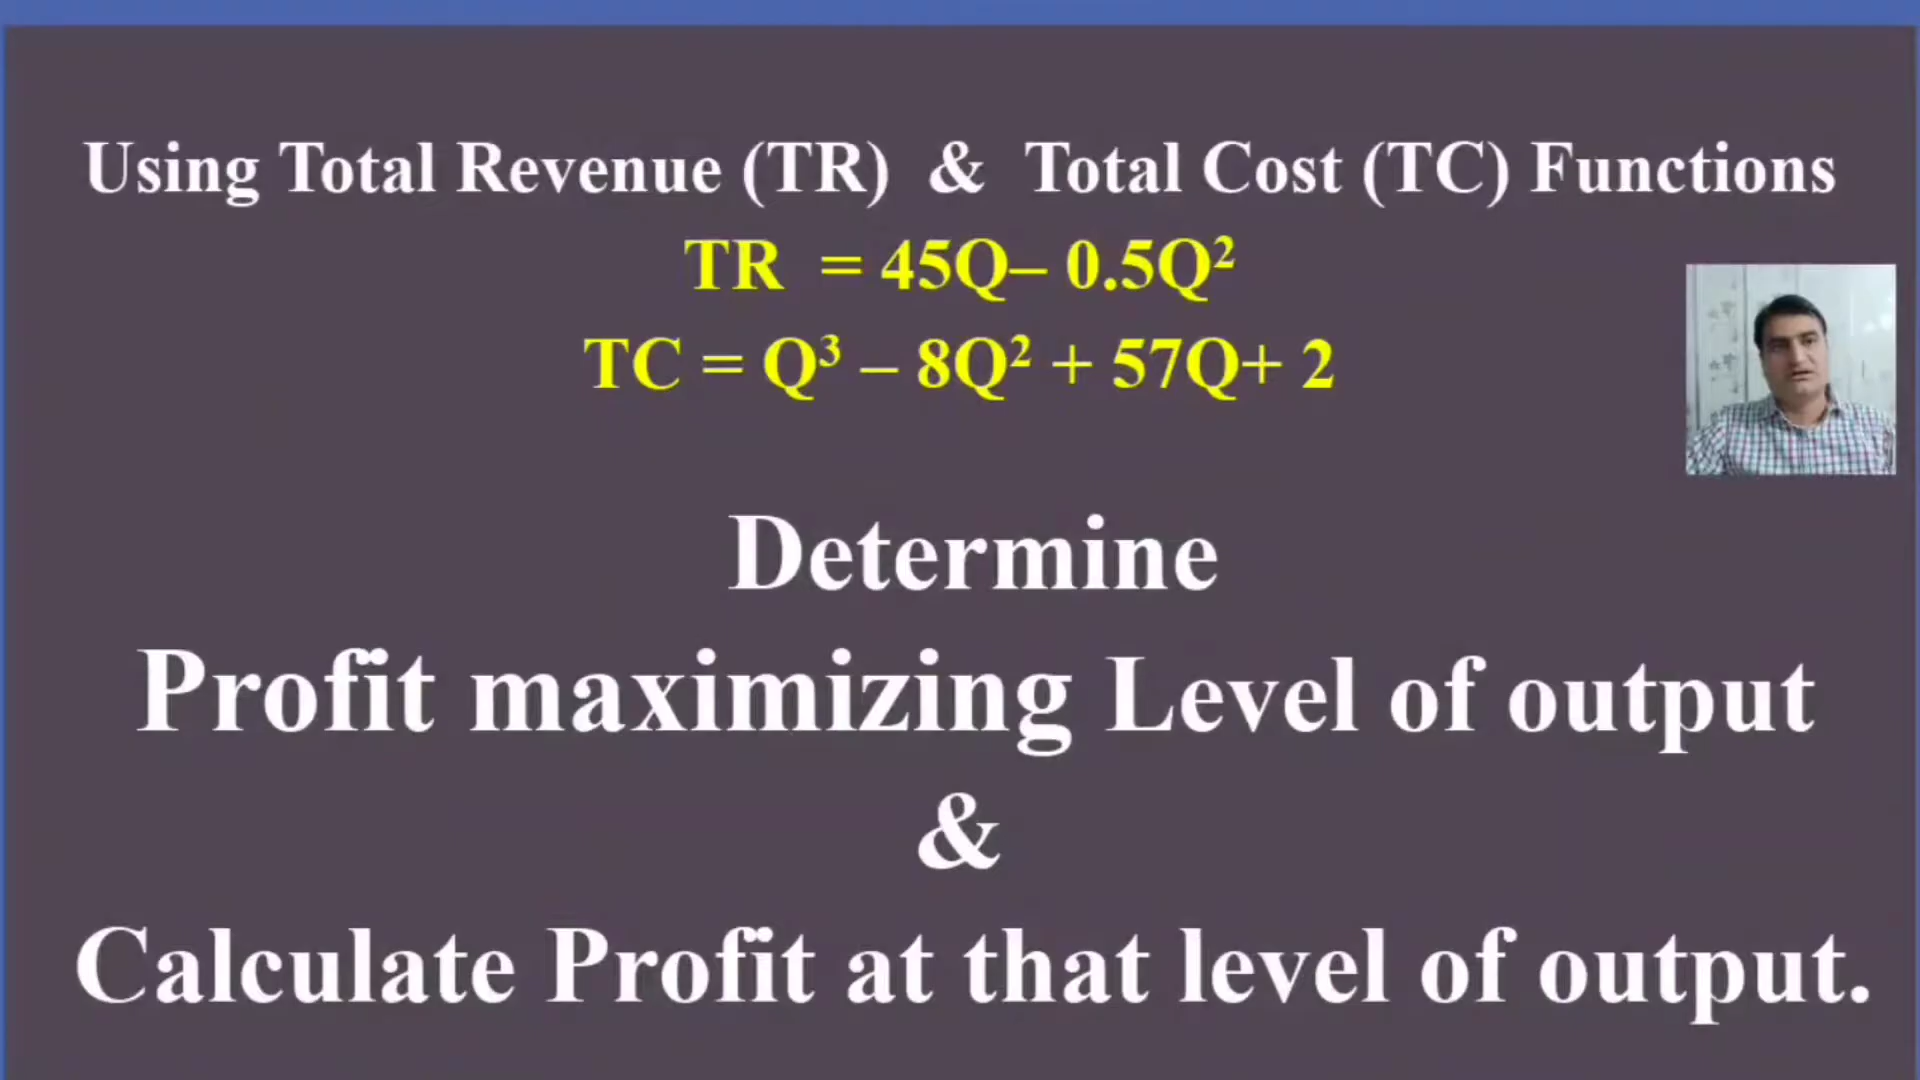 Using Total Revenue (TR) & Total Cost (TC) Functions
TR = 45Q– 0.5Q²
TC = Q³ – 8Q² + 57Q+ 2
Determine
Profit maximizing Level of output
&
Calculate Profit at that level of output.